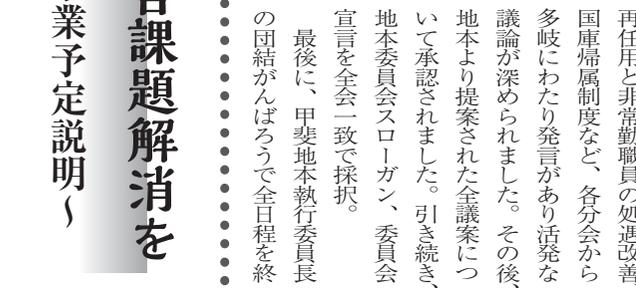 再任用と非常勤職員の処遇改善
国庫帰属制度など、各分会から
多岐にわたり発言があり活発な
議論が深められました。その後、
地本より提案された全議案につ
いて承認されました。引き続き、
地本委員会スローガン、委員会
宣言を全会一致で採択。
最後に、甲斐地本執行委員長
の団結がんばろうで全日程を終
課題解消を
業予定説明～